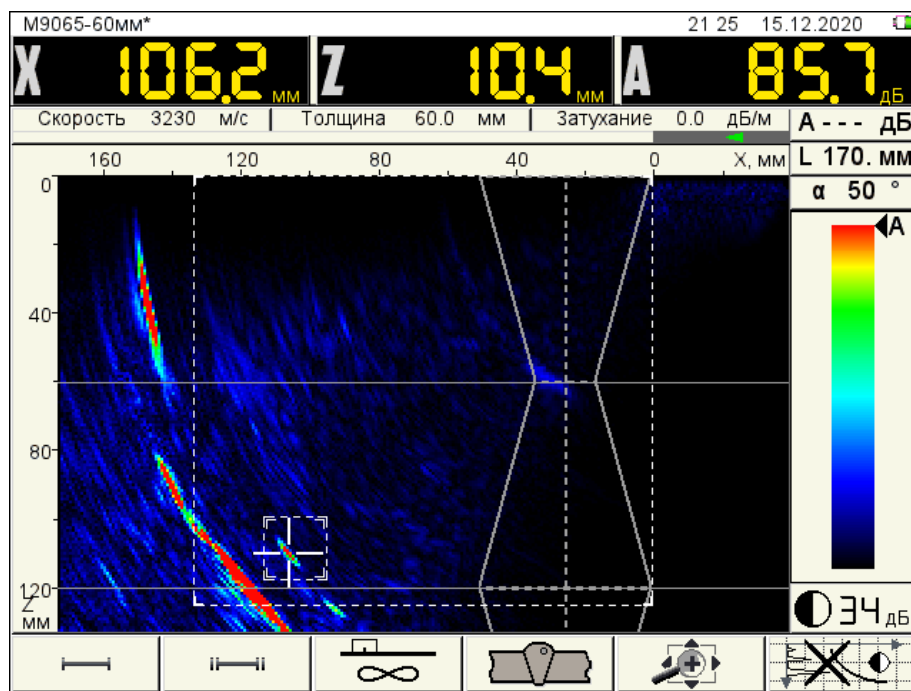 М9065-60мм* 21 25 15.12.2020
X 106.2 мм Z 10.4 мм A 85.7 дБ
Скорость 3230 м/с Толщина 60.0 мм Затухание 0.0 дБ/м A - - - дБ
160 120 80 40 0 X, мм L 170. мм
0 α 50 °
A
40
80
120
Z
мм
34 дБ